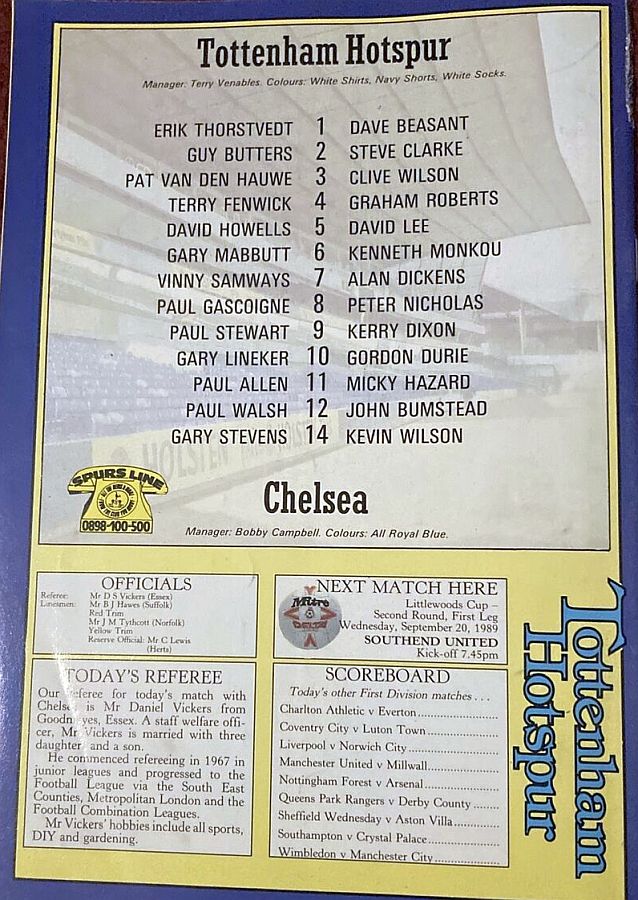 Tottenham Hotspur
Manager: Terry Venables. Colours: White Shirts, Navy Shorts, White Socks.
ERIK THORSTVEDT 1 DAVE BEASANT
GUY BUTTERS 2 STEVE CLARKE
PAT VAN DEN HAUWE 3 CLIVE WILSON
TERRY FENWICK 4 GRAHAM ROBERTS
DAVID HOWELLS 5 DAVID LEE
GARY MABBUTT 6 KENNETH MONKOU
VINNY SAMWAYS 7 ALAN DICKENS
PAUL GASCOIGNE 8 PETER NICHOLAS
PAUL STEWART 9 KERRY DIXON
GARY LINEKER 10 GORDON DURIE
PAUL ALLEN 11 MICKY HAZARD
PAUL WALSH 12 JOHN BUMSTEAD
GARY STEVENS 14 KEVIN WILSON
HOLSTEN
SPURS LINE
0898-100-500
Chelsea
Manager: Bobby Campbell. Colours: All Royal Blue.
OFFICIALS
Referee: Mr D S Vickers (Essex)
Linesmen: Mr B J Hawes (Suffolk)
Red Trim
Mr J M Tythcott (Norfolk)
Yellow Trim
Reserve Official: Mr C Lewis
(Herts)
TODAY'S REFEREE
Our referee for today's match with
Chelsea is Mr Daniel Vickers from
Goodmayes, Essex. A staff welfare offi-
cer, Mr Vickers is married with three
daughters and a son.
He commenced refereeing in 1967 in
junior leagues and progressed to the
Football League via the South East
Counties, Metropolitan London and the
Football Combination Leagues.
Mr Vickers' hobbies include all sports,
DIY and gardening.
Mitre
DELTA
NEXT MATCH HERE
Littlewoods Cup –
Second Round, First Leg
Wednesday, September 20, 1989
SOUTHEND UNITED
Kick-off 7.45pm
SCOREBOARD
Today's other First Division matches . . .
Charlton Athletic v Everton
Coventry City v Luton Town
Liverpool v Norwich City
Manchester United v Millwall
Nottingham Forest v Arsenal
Queens Park Rangers v Derby County
Sheffield Wednesday v Aston Villa
Southampton v Crystal Palace
Wimbledon v Manchester City
Tottenham
Hotspur